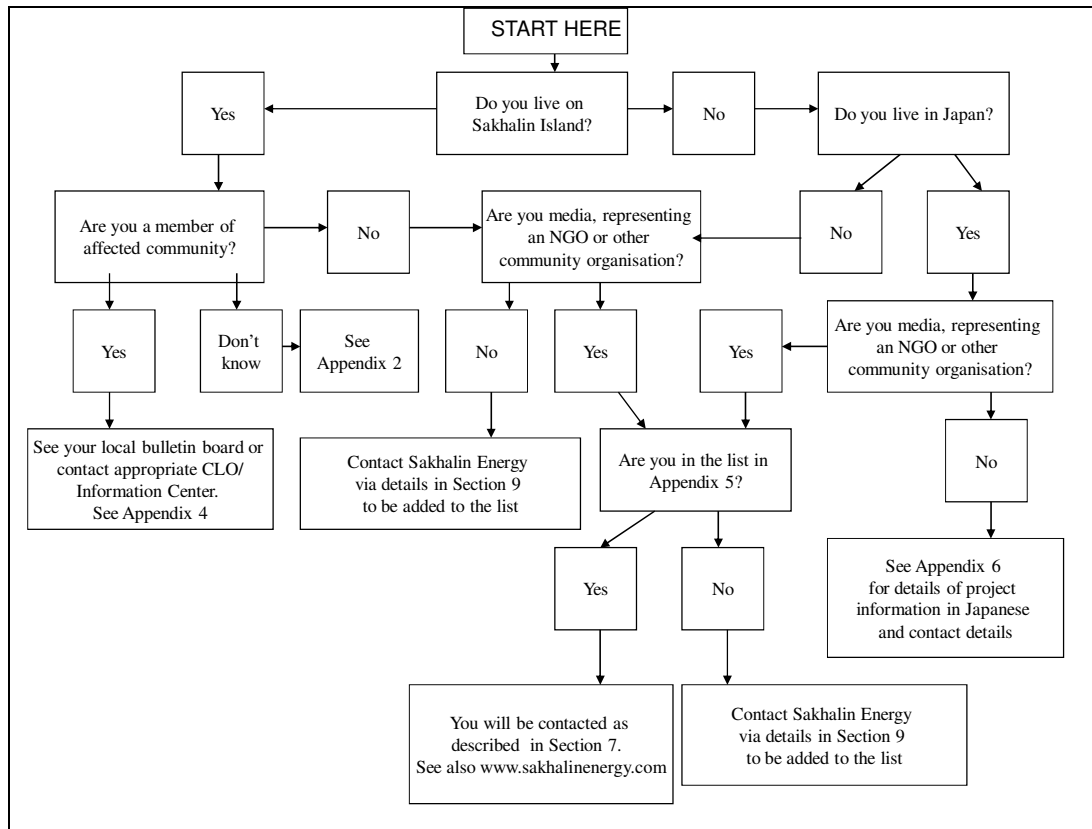 START HERE
Yes
Do you live on
Sakhalin Island?
No
Do you live in Japan?
Are you a member of
affected community?
No
Are you media, representing
an NGO or other
community organisation?
No
Yes
Yes
Don't
know
See
Appendix 2
No
Yes
Yes
Are you media, representing
an NGO or other
community organisation?
See your local bulletin board or
contact appropriate CLO/
Information Center.
See Appendix 4
Contact Sakhalin Energy
via details in Section 9
to be added to the list
Are you in the list in
Appendix 5?
No
Yes
No
See Appendix 6
for details of project
information in Japanese
and contact details
You will be contacted as
described in Section 7.
See also www.sakhalinenergy.com
Contact Sakhalin Energy
via details in Section 9
to be added to the list